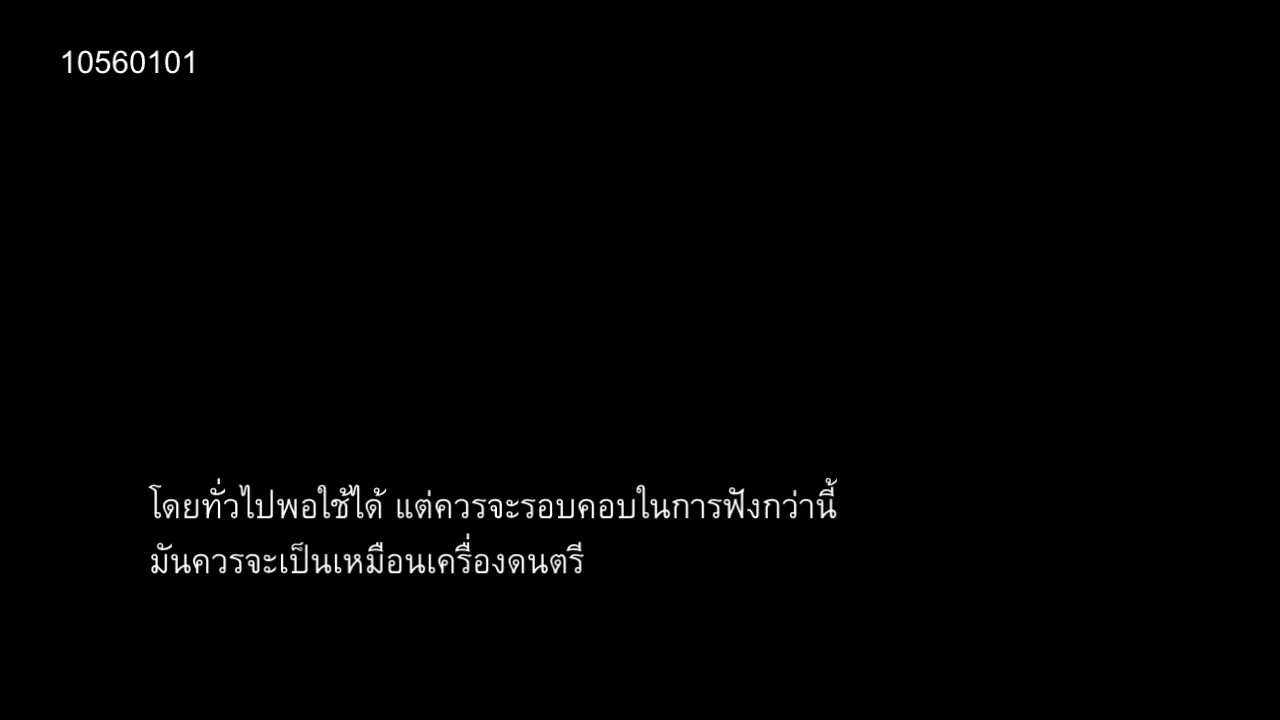 10560101
โดยทั่วไปพอใช้ได้ แต่ควรจะรอบคอบในการฟังกว่านี้
มันควรจะเป็นเหมือนเครื่องดนตรี